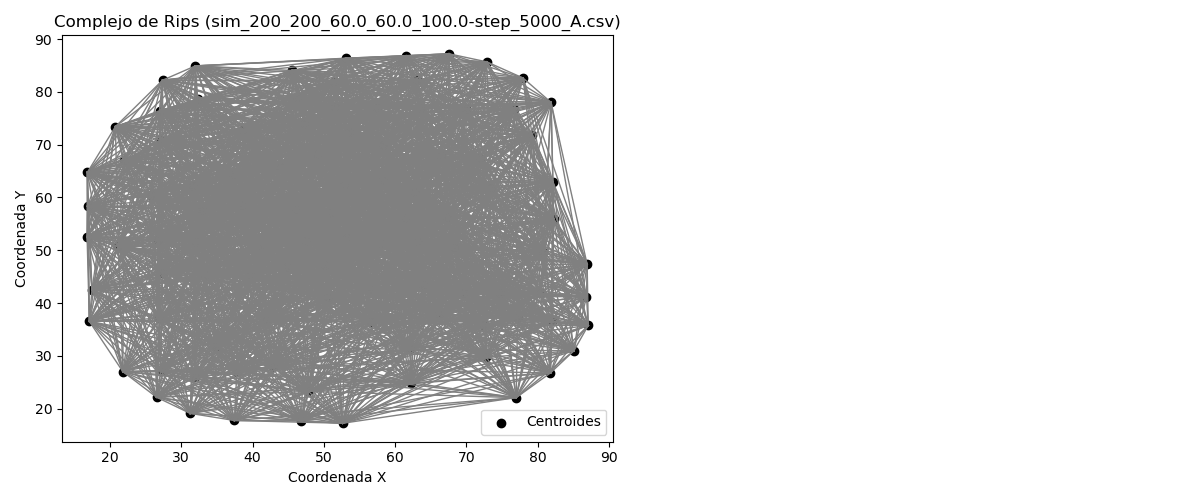 Complejo de Rips (sim_200_200_60.0_60.0_100.0-step_5000_A.csv)
90
80
70
60
50
40
30
20
Coordenada Y
Centroides
20 30 40 50 60 70 80 90
Coordenada X